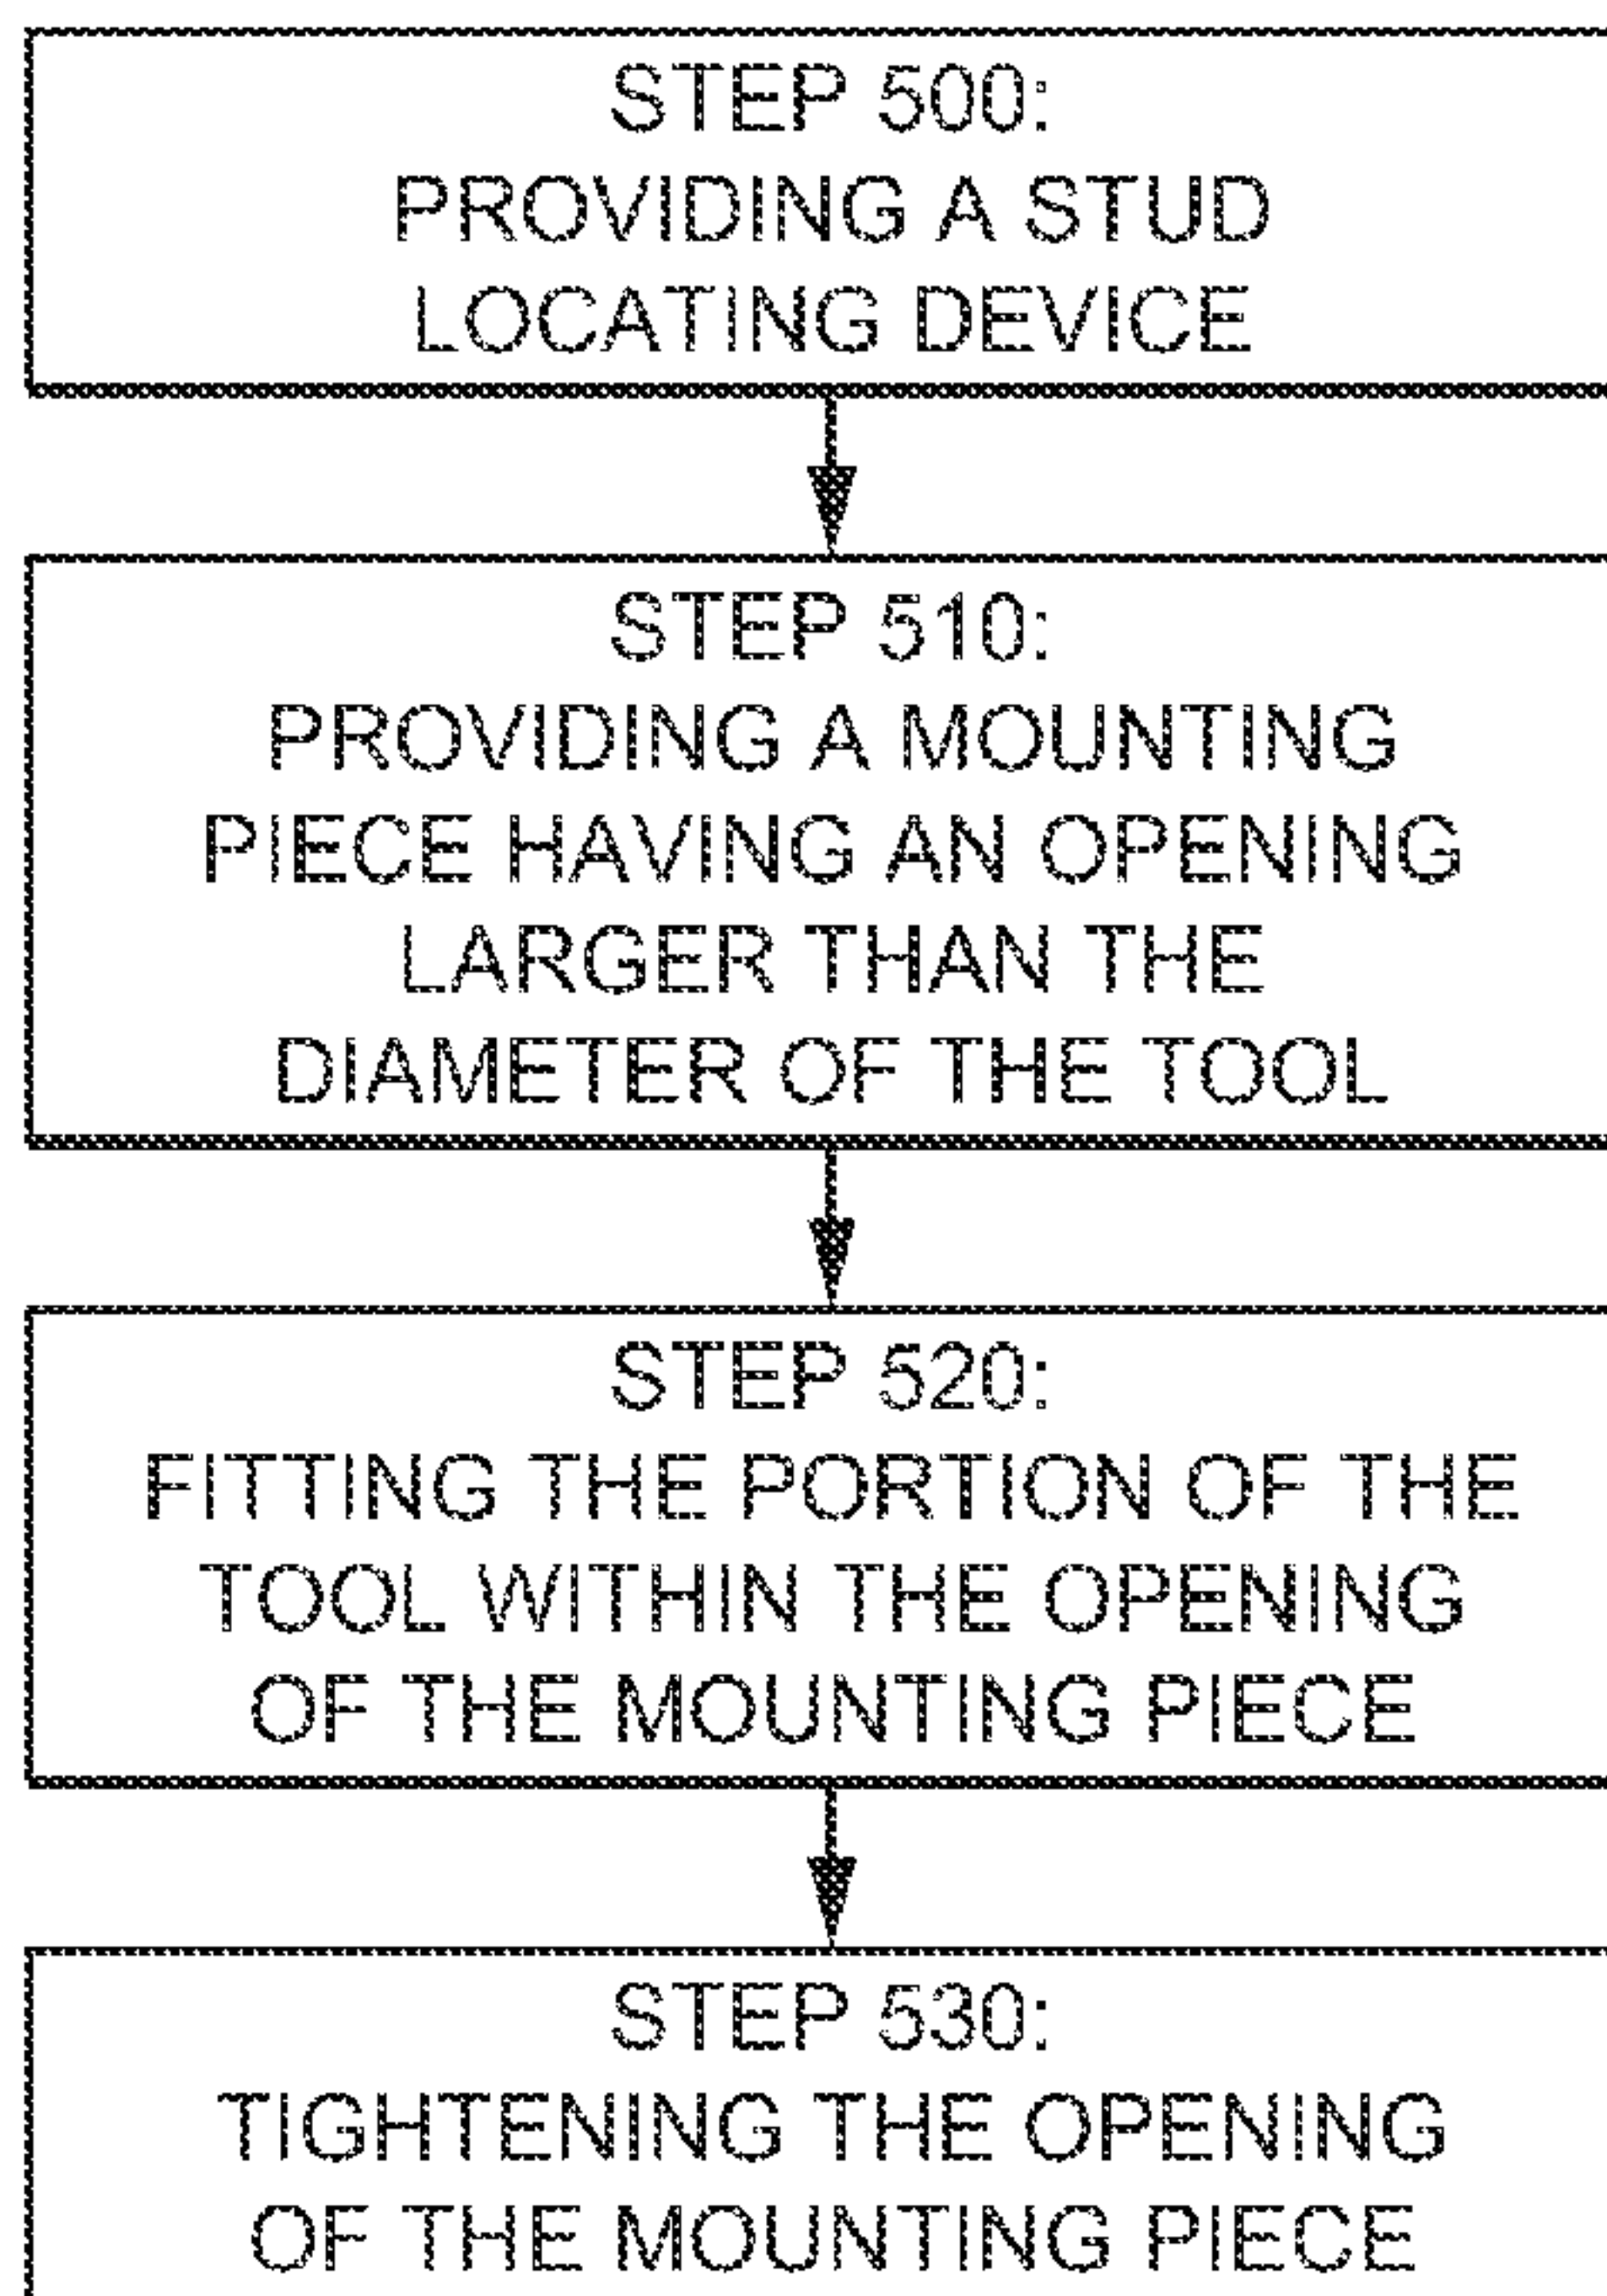 STEP 500:
PROVIDING A STUD
LOCATING DEVICE
STEP 510:
PROVIDING A MOUNTING
PIECE HAVING AN OPENING
LARGER THAN THE
DIAMETER OF THE TOOL
STEP 520:
FITTING THE PORTION OF THE
TOOL WITHIN THE OPENING
OF THE MOUNTING PIECE
STEP 530:
TIGHTENING THE OPENING
OF THE MOUNTING PIECE